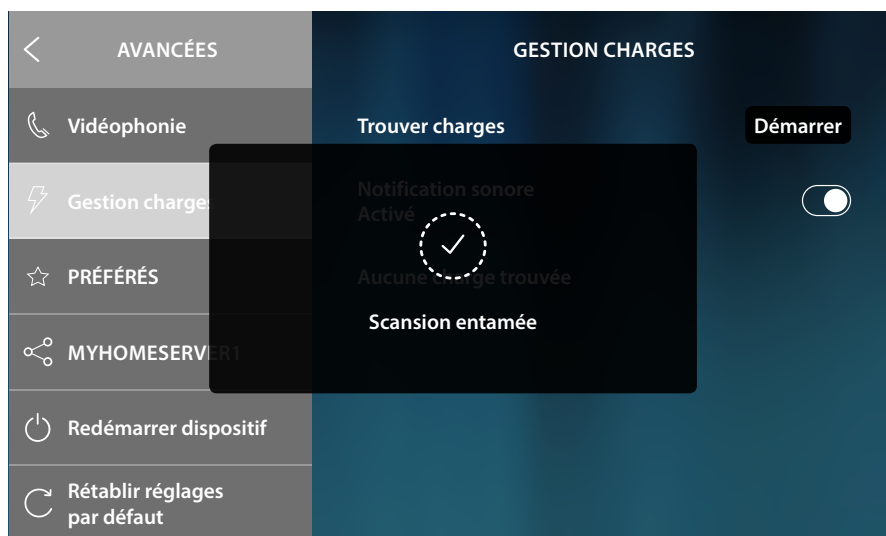 AVANCÉES
GESTION CHARGES
Vidéophonie
Trouver charges
Démarrer
Gestion charges
Notification sonore
Activé
PRÉFÉRÉS
Aucune charge trouvée
Scansion entamée
MYHOMESERVER1
Redémarrer dispositif
Rétablir réglages
par défaut